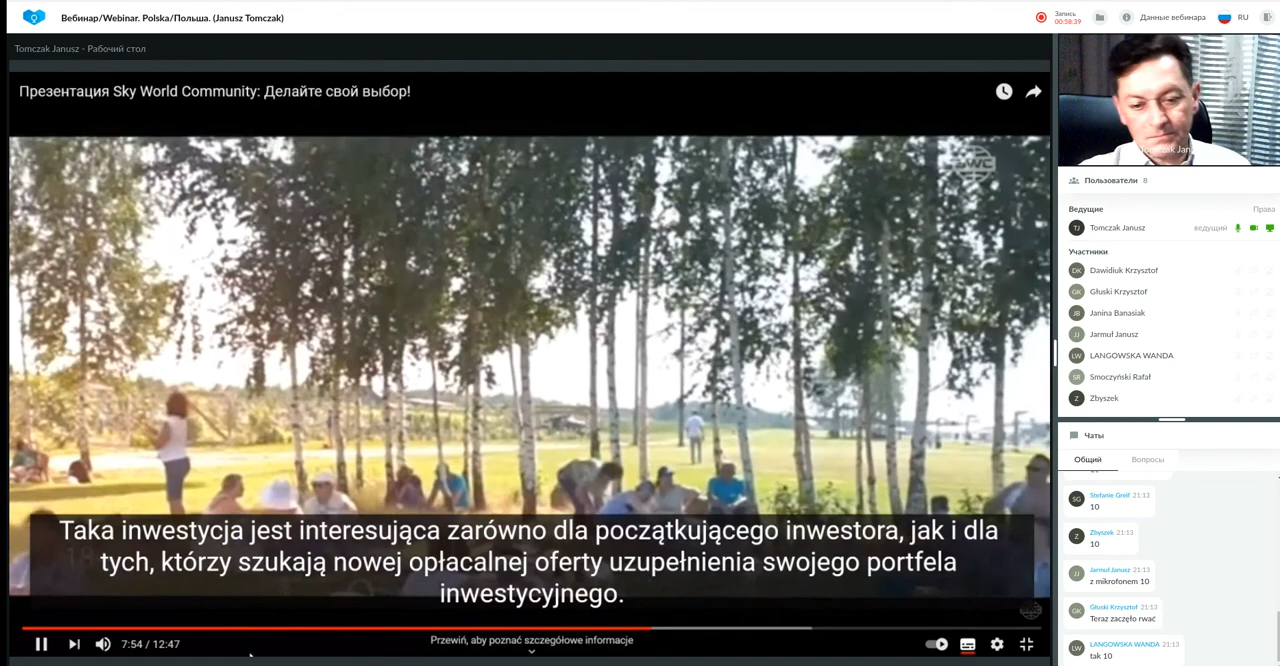 Вебинар/Webinar. Polska/Польша. (Janusz Tomczak)
Запись
00:58:39
Данные вебинара
RU
Tomczak Janusz - Рабочий стол
Презентация Sky World Community: Делайте свой выбор!
SWC
Taka inwestycja jest interesująca zarówno dla początkującego inwestora, jak i dla
tych, którzy szukają nowej opłacalnej oferty uzupełnienia swojego portfela
inwestycyjnego.
7:54 / 12:47
Przewiń, aby poznać szczegółowe informacje
Tomczak Jan
Пользователи 8
Ведущие Права
TJ Tomczak Janusz ведущий
Участники
DK Dawidiuk Krzysztof
GK Głuski Krzysztof
JB Janina Banasiak
JJ Jarmuł Janusz
LW LANGOWSKA WANDA
SR Smoczyński Rafał
Z Zbyszek
Чаты
Общий Вопросы
SG Stefanie Greif 21:13
10
Z Zbyszek 21:13
10
JJ Jarmuł Janusz 21:13
z mikrofonem 10
GK Głuski Krzysztof 21:13
Teraz zaczęło rwać
LW LANGOWSKA WANDA 21:13
tak 10